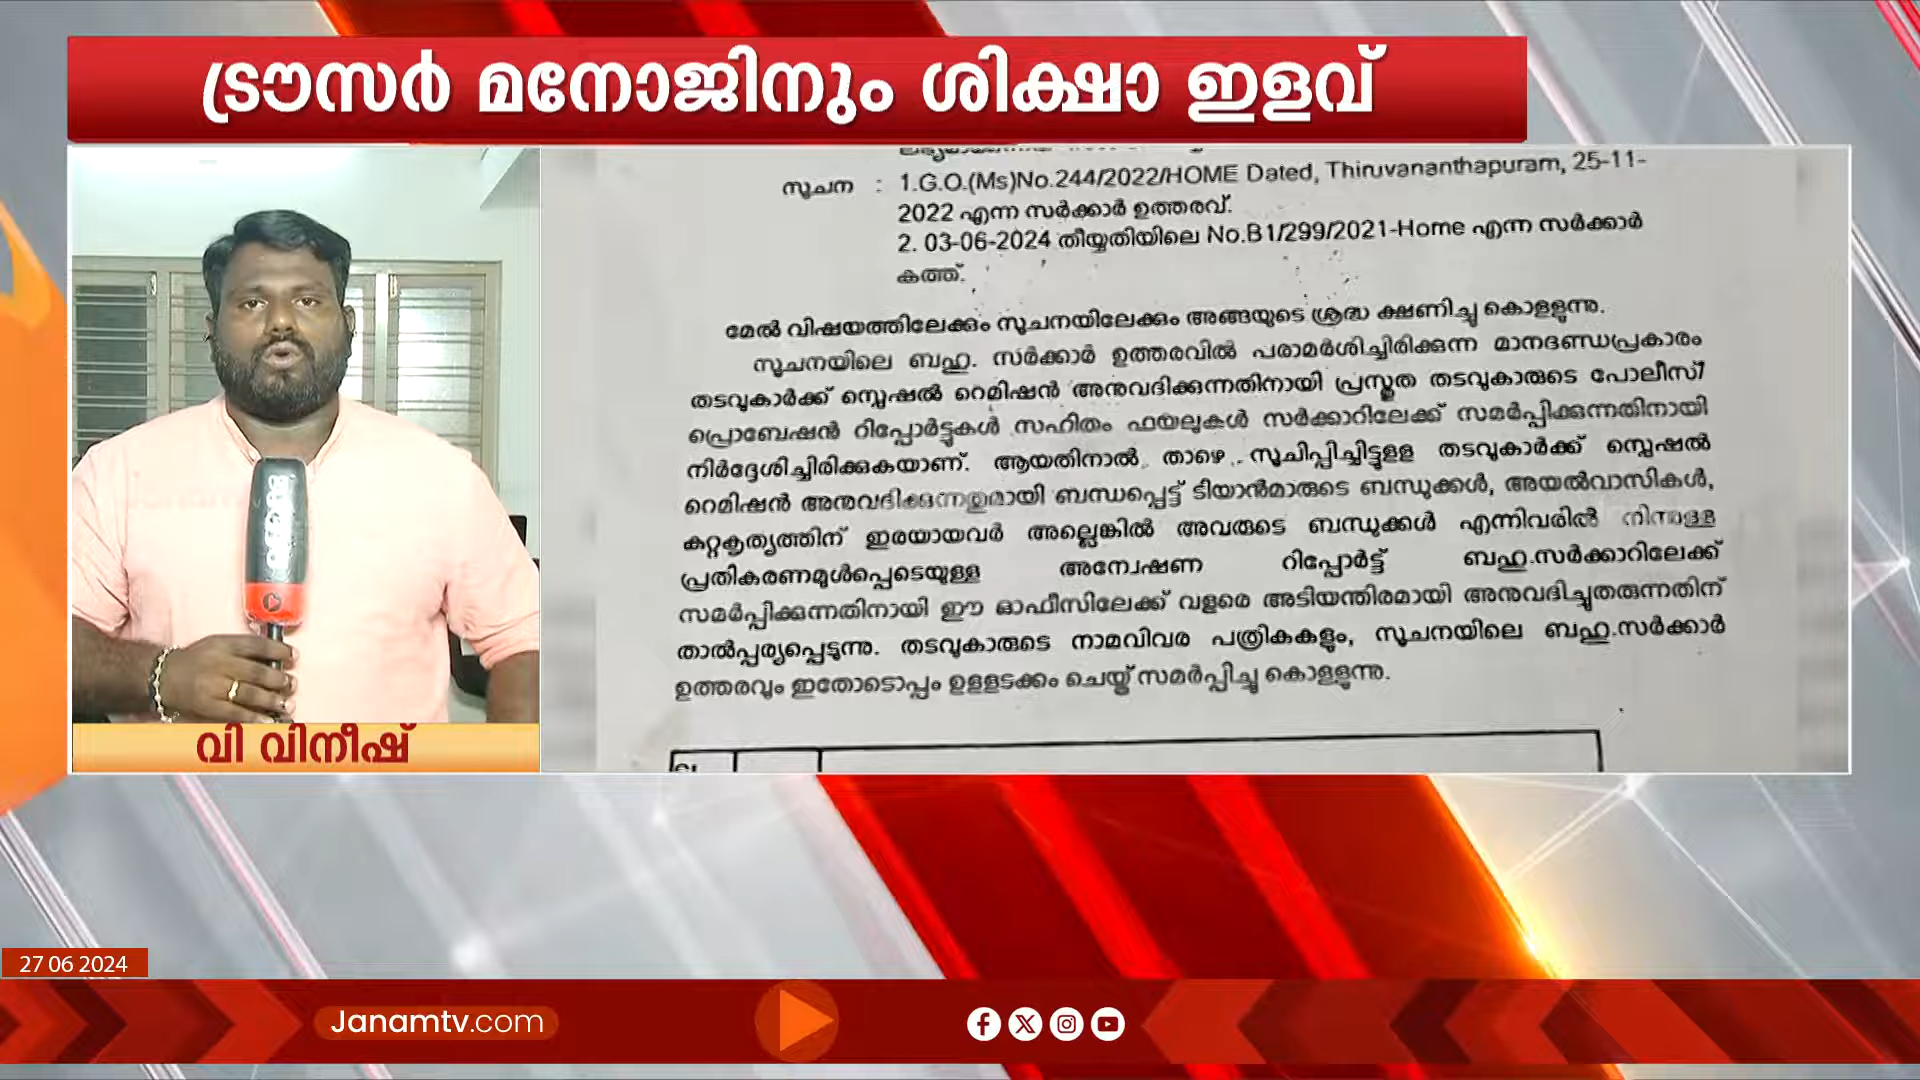 ട്രൗസർ മനോജിനും ശിക്ഷാ ഇളവ്
സൂചന : 1.G.O.(Ms)No.244/2022/HOME Dated, Thiruvananthapuram, 25-11-
2022 എന്ന സർക്കാർ ഉത്തരവ്.
2. 03-06-2024 തീയ്യതിയിലെ No.B1/299/2021-Home എന്ന സർക്കാർ
കത്ത്.
മേൽ വിഷയത്തിലേക്കും സൂചനയിലേക്കും അങ്ങയുടെ ശ്രദ്ധ ക്ഷണിച്ചു കൊള്ളുന്നു.
സൂചനയിലെ ബഹു. സർക്കാർ ഉത്തരവിൽ പരാമർശിച്ചിരിക്കുന്ന മാനദണ്ഡപ്രകാരം
തടവുകാർക്ക് സ്പെഷൽ റെമിഷൻ അനുവദിക്കുന്നതിനായി പ്രസ്തുത തടവുകാരുടെ പോലീസ്/
പ്രൊബേഷൻ റിപ്പോർട്ടുകൾ സഹിതം ഫയലുകൾ സർക്കാറിലേക്ക് സമർപ്പിക്കുന്നതിനായി
നിർദ്ദേശിച്ചിരിക്കുകയാണ്. ആയതിനാൽ താഴെ സൂചിപ്പിച്ചിട്ടുളള തടവുകാർക്ക് സ്പെഷൽ
റെമിഷൻ അനുവദിക്കുന്നതുമായി ബന്ധപ്പെട്ട് ടിയാൻമാരുടെ ബന്ധുക്കൾ, അയൽവാസികൾ,
കുറ്റകൃത്യത്തിന് ഇരയായവർ അല്ലെങ്കിൽ അവരുടെ ബന്ധുക്കൾ എന്നിവരിൽ നിന്നുള്ള
പ്രതികരണമുൾപ്പെടെയുള്ള അന്വേഷണ റിപ്പോർട്ട് ബഹു.സർക്കാറിലേക്ക്
സമർപ്പിക്കുന്നതിനായി ഈ ഓഫീസിലേക്ക് വളരെ അടിയന്തിരമായി അനുവദിച്ചുതരുന്നതിന്
താൽപ്പര്യപ്പെടുന്നു. തടവുകാരുടെ നാമവിവര പത്രികകളും, സൂചനയിലെ ബഹു.സർക്കാർ
ഉത്തരവും ഇതോടൊപ്പം ഉളളടക്കം ചെയ്ത് സമർപ്പിച്ചു കൊള്ളുന്നു.
വി വിനീഷ്
27 06 2024
Janamtv.com